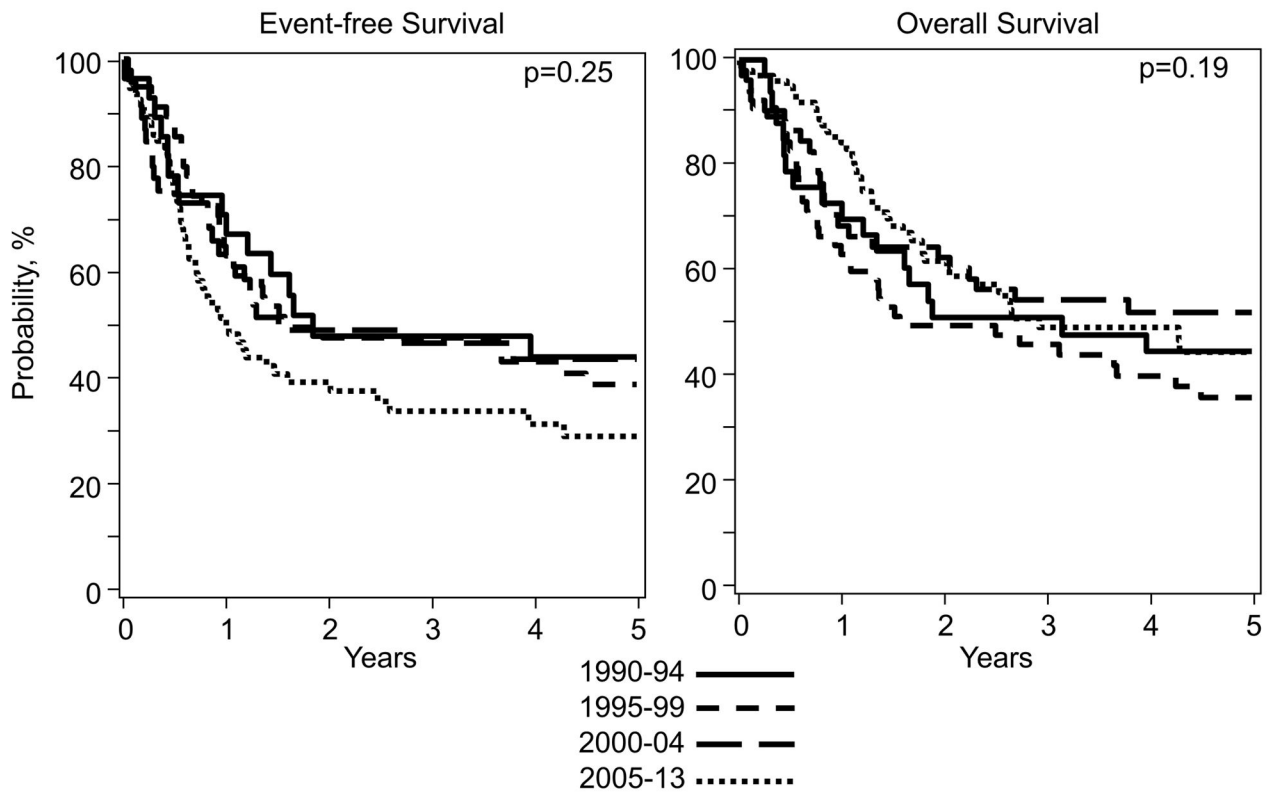 Event-free Survival
Overall Survival
p=0.25
p=0.19
Probability, %
100
80
60
40
20
0
100
80
60
40
20
0
0 1 2 3 4 5
0 1 2 3 4 5
Years
Years
1990-94
1995-99
2000-04
2005-13